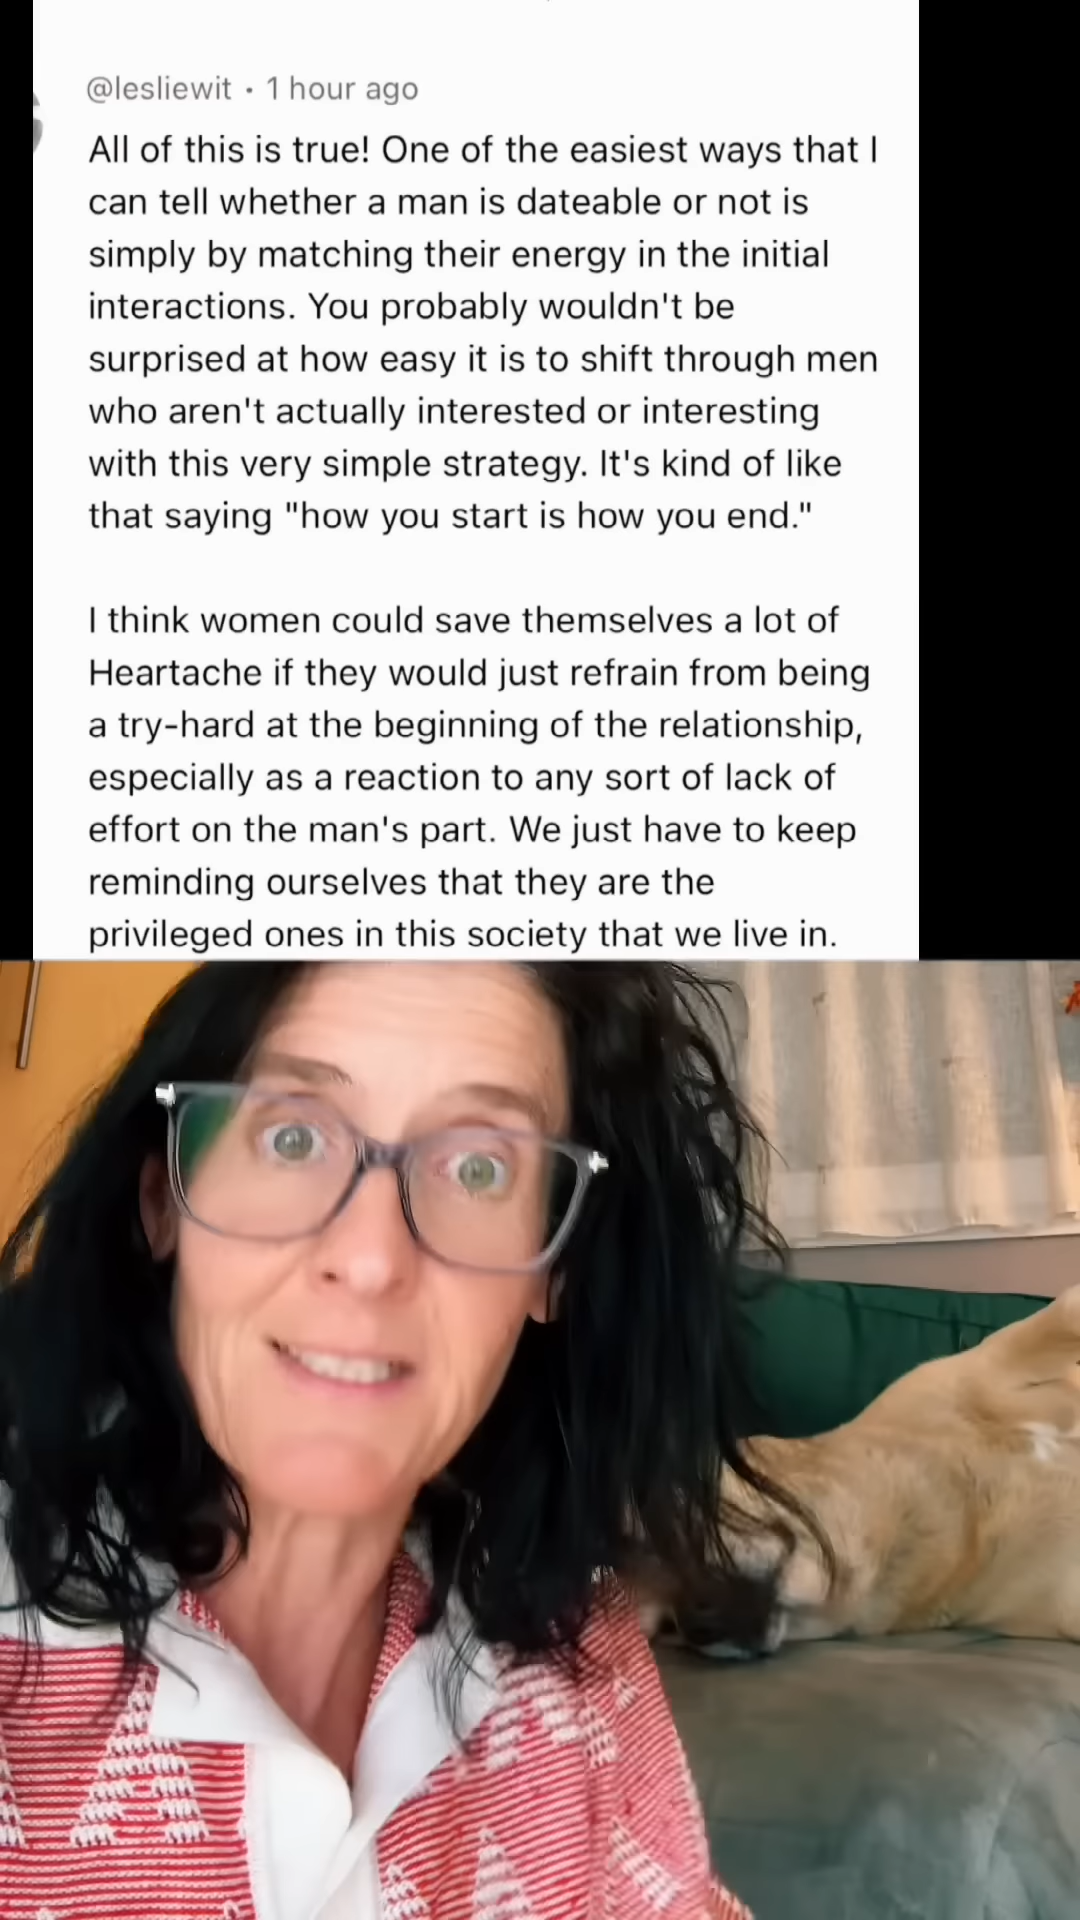 @lesliewit • 1 hour ago
All of this is true! One of the easiest ways that I
can tell whether a man is dateable or not is
simply by matching their energy in the initial
interactions. You probably wouldn't be
surprised at how easy it is to shift through men
who aren't actually interested or interesting
with this very simple strategy. It's kind of like
that saying "how you start is how you end."
I think women could save themselves a lot of
Heartache if they would just refrain from being
a try-hard at the beginning of the relationship,
especially as a reaction to any sort of lack of
effort on the man's part. We just have to keep
reminding ourselves that they are the
privileged ones in this society that we live in.